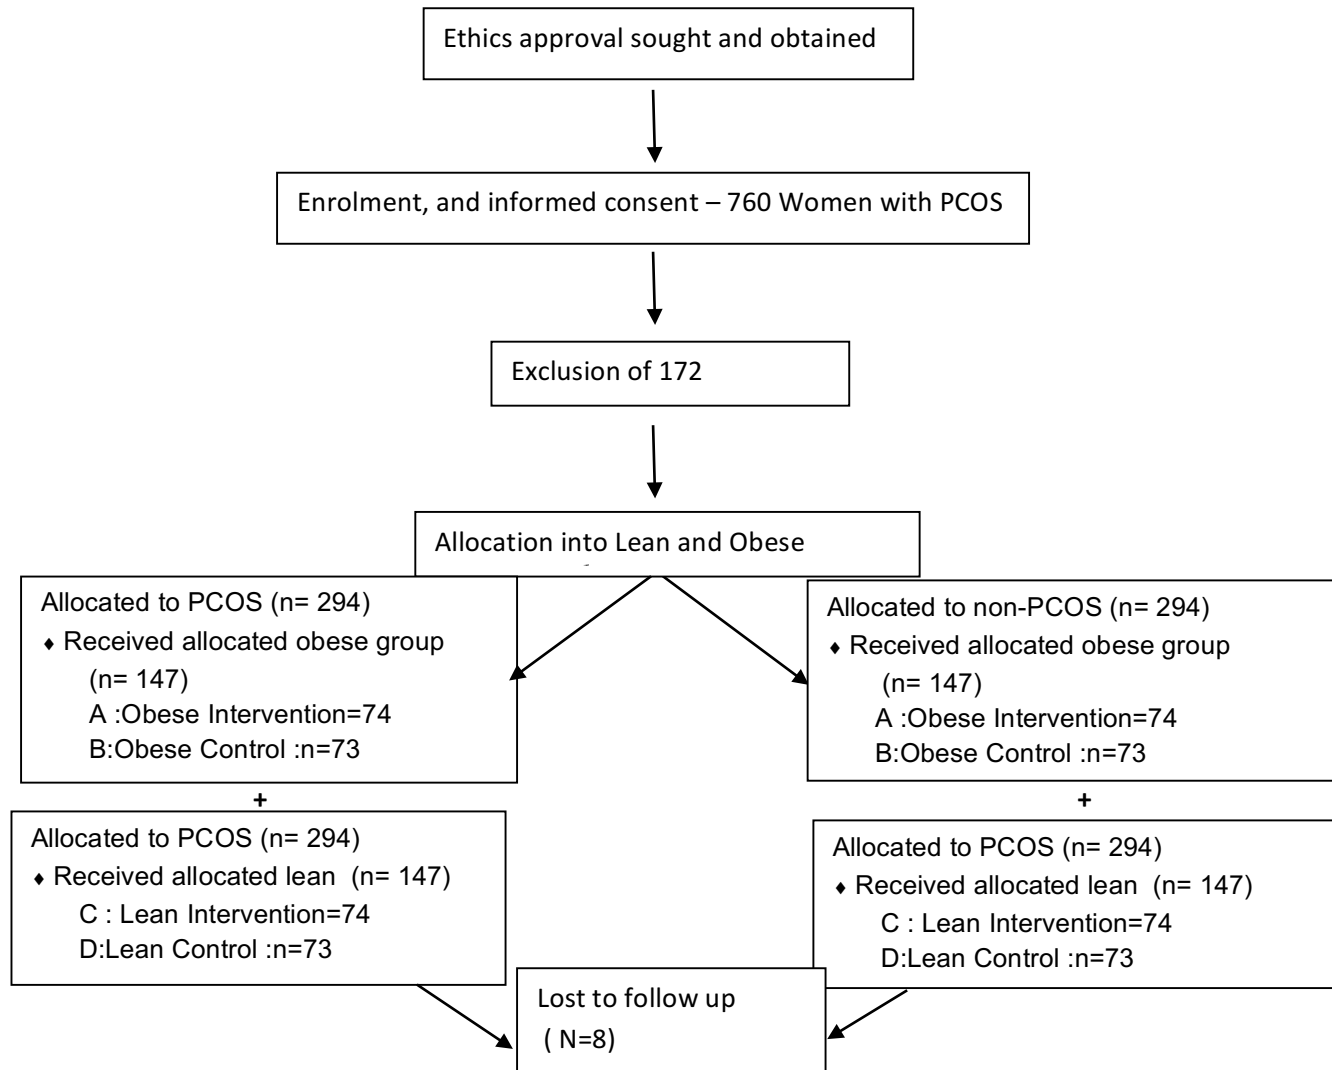 Ethics approval sought and obtained
Enrolment, and informed consent – 760 Women with PCOS
Exclusion of 172
Allocation into Lean and Obese
Allocated to PCOS (n= 294)
♦ Received allocated obese group
(n= 147)
A :Obese Intervention=74
B:Obese Control :n=73
+
Allocated to PCOS (n= 294)
♦ Received allocated lean (n= 147)
C : Lean Intervention=74
D:Lean Control :n=73
Allocated to non-PCOS (n= 294)
♦ Received allocated obese group
(n= 147)
A :Obese Intervention=74
B:Obese Control :n=73
+
Allocated to PCOS (n= 294)
♦ Received allocated lean (n= 147)
C : Lean Intervention=74
D:Lean Control :n=73
Lost to follow up
( N=8)